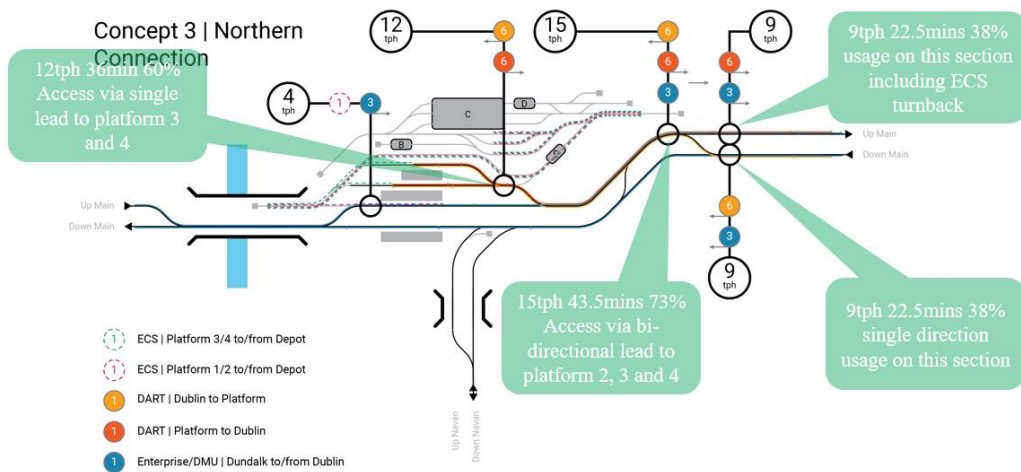 Concept 3 | Northern
Connection
12tph 36min 60%
Access via single
lead to platform 3
and 4
4
tph
1
3
12
tph
6
6
15
tph
6
6
3
9
tph
6
3
9tph 22.5mins 38%
usage on this section
including ECS
turnback
C
D
B
Up Main
Down Main
Up Main
Down Main
6
3
9
tph
15tph 43.5mins 73%
Access via bi-
directional lead to
platform 2, 3 and 4
9tph 22.5mins 38%
single direction
usage on this section
Up Navan
Down Navan
1 ECS | Platform 3/4 to/from Depot
1 ECS | Platform 1/2 to/from Depot
1 DART | Dublin to Platform
1 DART | Platform to Dublin
1 Enterprise/DMU | Dundalk to/from Dublin